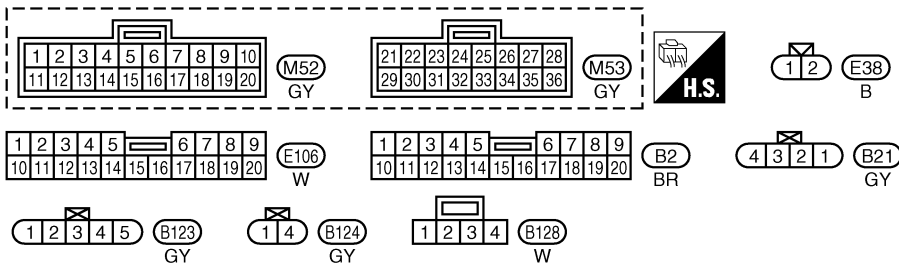 1 2 3 4 5 6 7 8 9 10
11 12 13 14 15 16 17 18 19 20
M52
GY
21 22 23 24 25 26 27 28
29 30 31 32 33 34 35 36
M53
GY
H.S.
1 2
E38
B
1 2 3 4 5 6 7 8 9
10 11 12 13 14 15 16 17 18 19 20
E106
W
1 2 3 4 5 6 7 8 9
10 11 12 13 14 15 16 17 18 19 20
B2
BR
4 3 2 1
B21
GY
1 2 3 4 5
B123
GY
1 4
B124
GY
1 2 3 4
B128
W